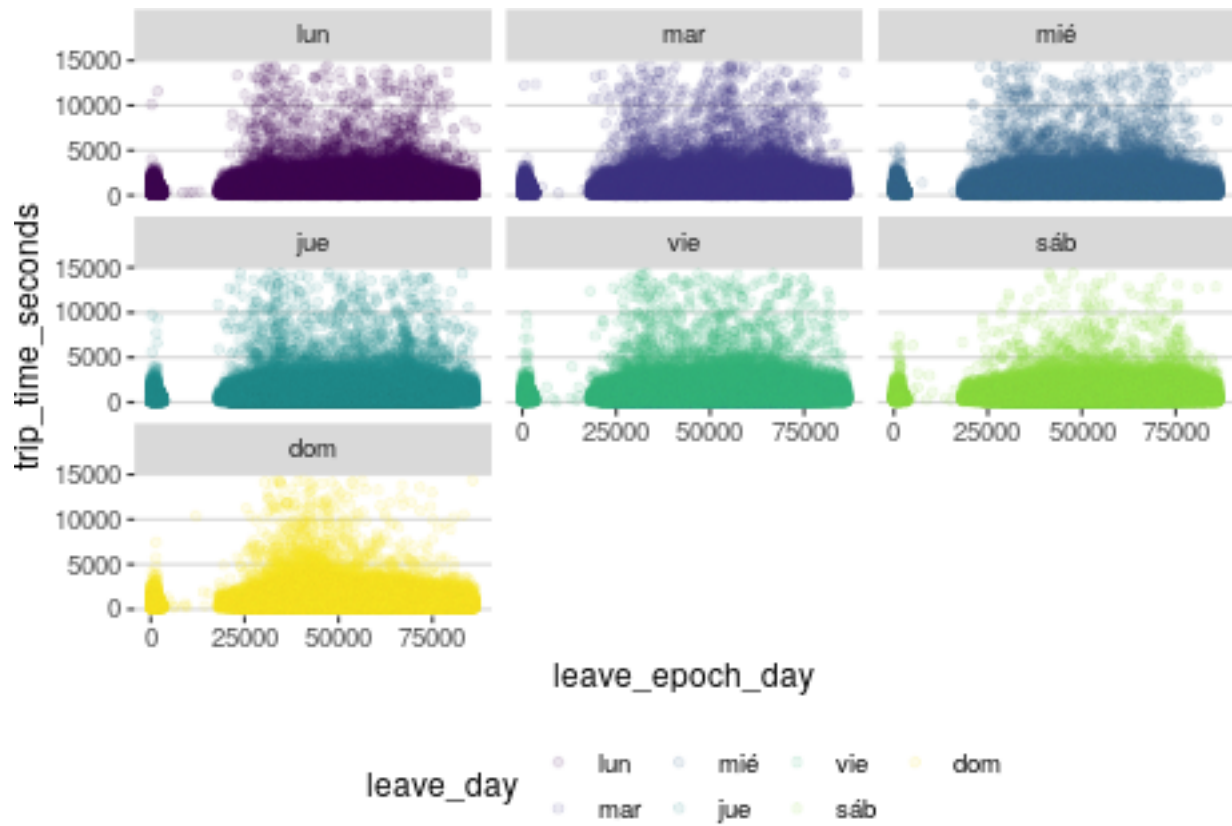 lun mar mié
15000
10000
5000
0
jue vie sáb
15000
10000
5000
0
0 25000 50000 75000 0 25000 50000 75000
dom
15000
10000
5000
0
0 25000 50000 75000
trip_time_seconds
leave_epoch_day
leave_day
lun mié vie dom
mar jue sáb